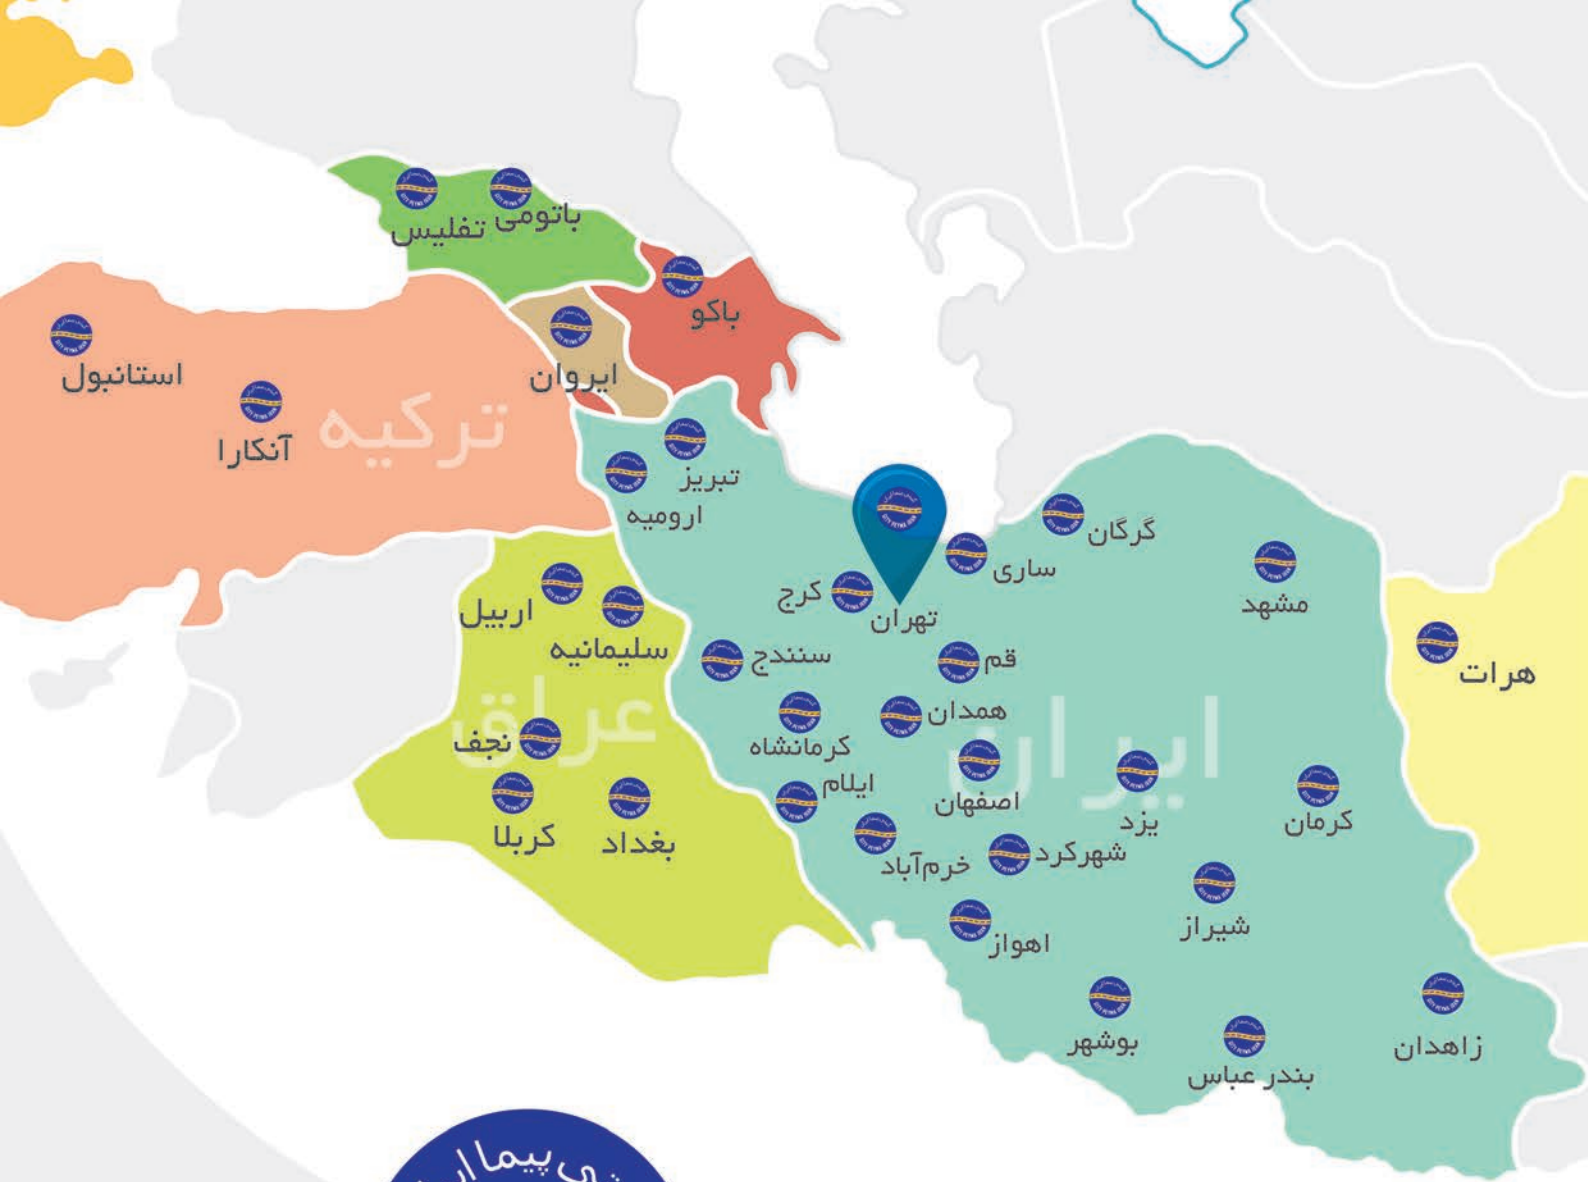 باتومی
تفلیس
باکو
ایروان
استانبول
آنکارا
ترکیه
تبریز
ارومیه
گرگان
ساری
مشهد
کرج
تهران
اربیل
سلیمانیه
سنندج
قم
هرات
عراق
نجف
همدان
ایران
کرمانشاه
ایلام
اصفهان
یزد
کرمان
کربلا
بغداد
خرم‌آباد
شهرکرد
شیراز
اهواز
بوشهر
بندر عباس
زاهدان
پیما